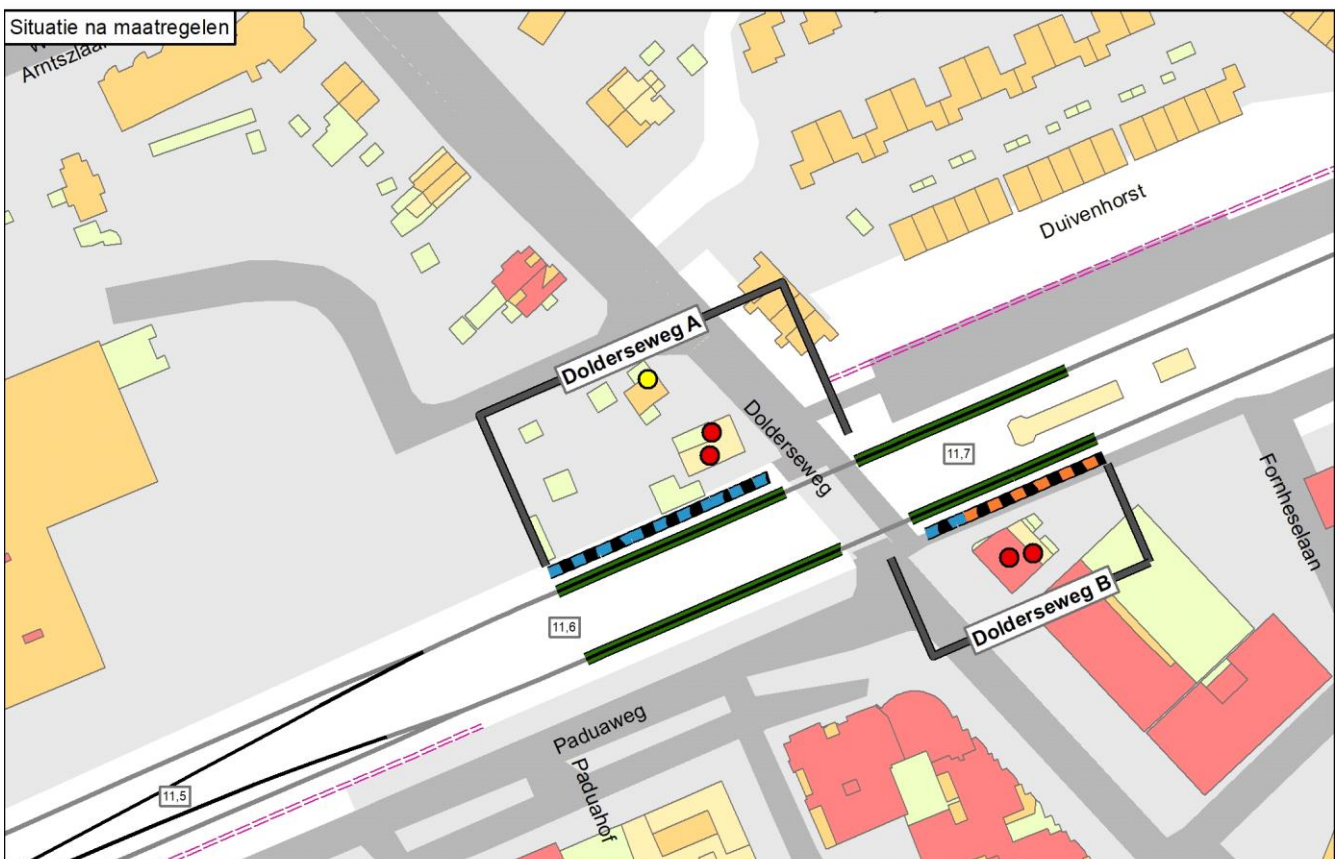 Situatie na maatregelen
Arntszlaan
Duivenhorst
Dolderseweg A
Dolderseweg
11,7
Fornheselaan
11,6
Dolderseweg B
Paduaweg
Paduahof
11,5